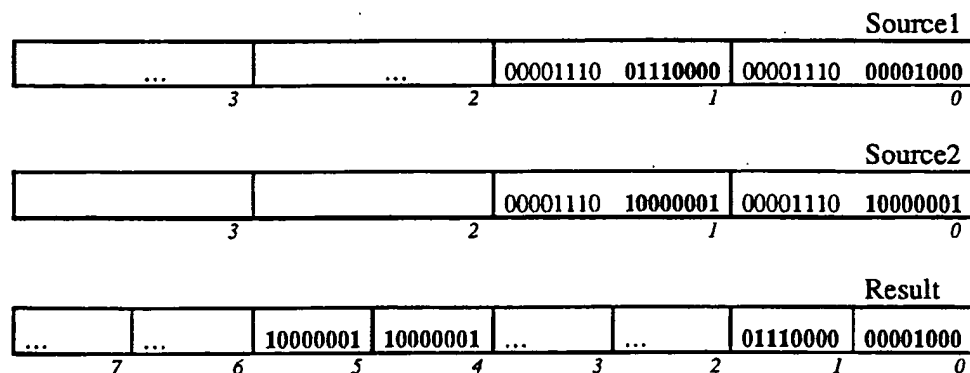 Source1
... ... 00001110 01110000 00001110 00001000
3 2 1 0
Source2
00001110 10000001 00001110 10000001
3 2 1 0
Result
... ... 10000001 10000001 ... ... 01110000 00001000
7 6 5 4 3 2 1 0